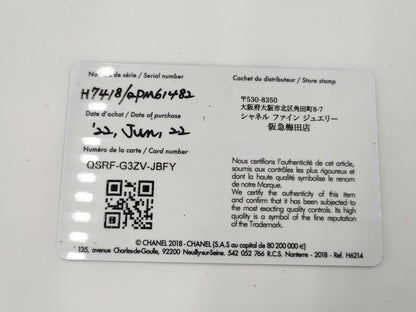 Numéro de série / Serial number
H7418/2PM61482
Date d'achat / Date of purchase
'22, Jun, 22
Numéro de la carte / Card number
QSRF-G3ZV-JBFY
Cachet du distributeur / Store stamp
〒530-8350
大阪府大阪市北区角田町8-7
シャネル ファイン ジュエリー
阪急梅田店
Nous certifions l'authenticité de cet article,
soumis aux contrôles les plus rigoureux et
dont la haute qualité symbolise le renom
de notre Marque.
We certify the authenticity of this item
and confirm that it has been subjected-to
the most exacting quality controls. Its high
quality is a symbol of the fine reputation
of the Trademark.
© CHANEL 2018 - CHANEL (S.A.S au capital de 80 200 000 €)
135, avenue Charles-de-Gaulle, 92200 Neuilly-sur-Seine. 542 052 766 R.C.S. Nanterre - 2018 - Ref. H6214